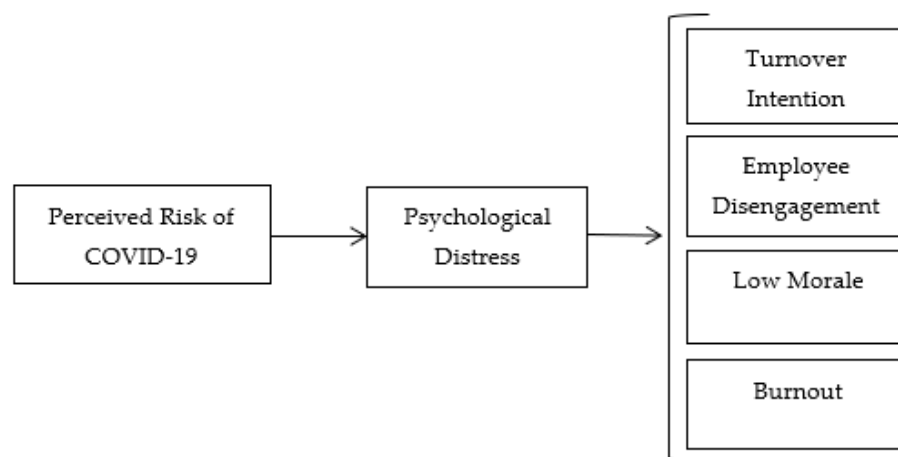 Perceived Risk of
COVID-19
Psychological
Distress
Turnover
Intention
Employee
Disengagement
Low Morale
Burnout